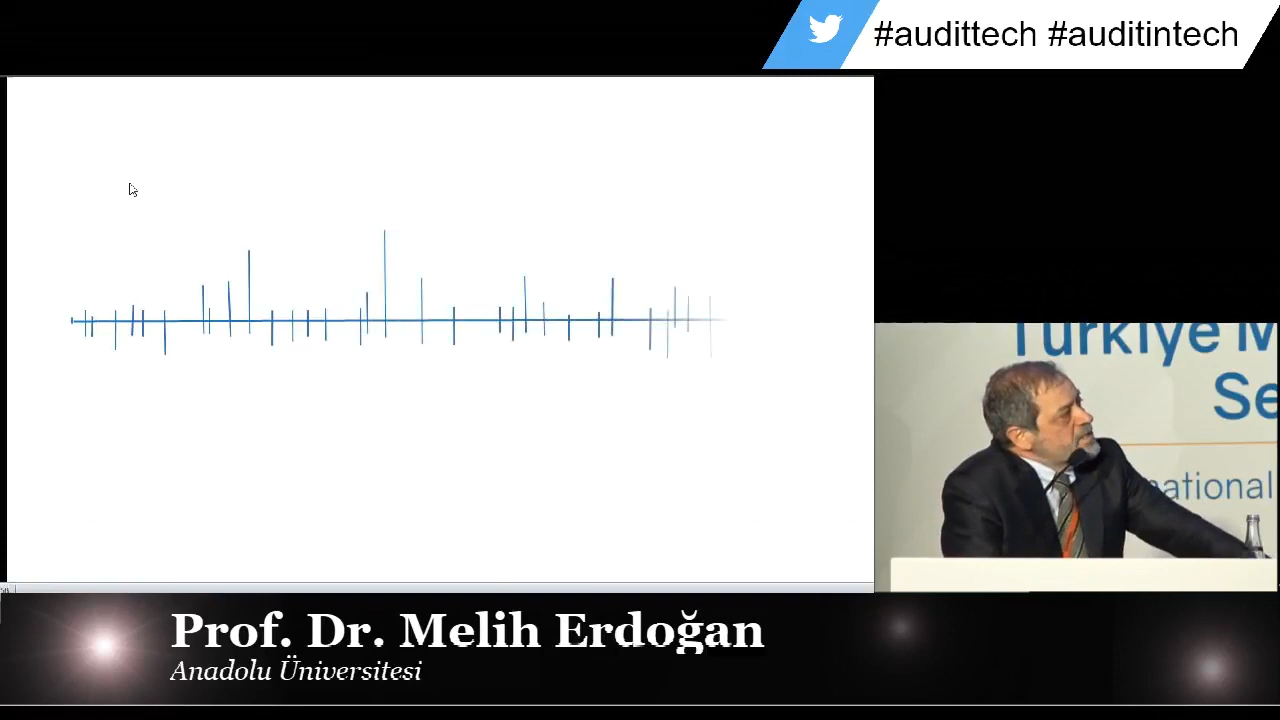 #audittech #auditintech
Türkiye M
Se
national
Prof. Dr. Melih Erdoğan
Anadolu Üniversitesi